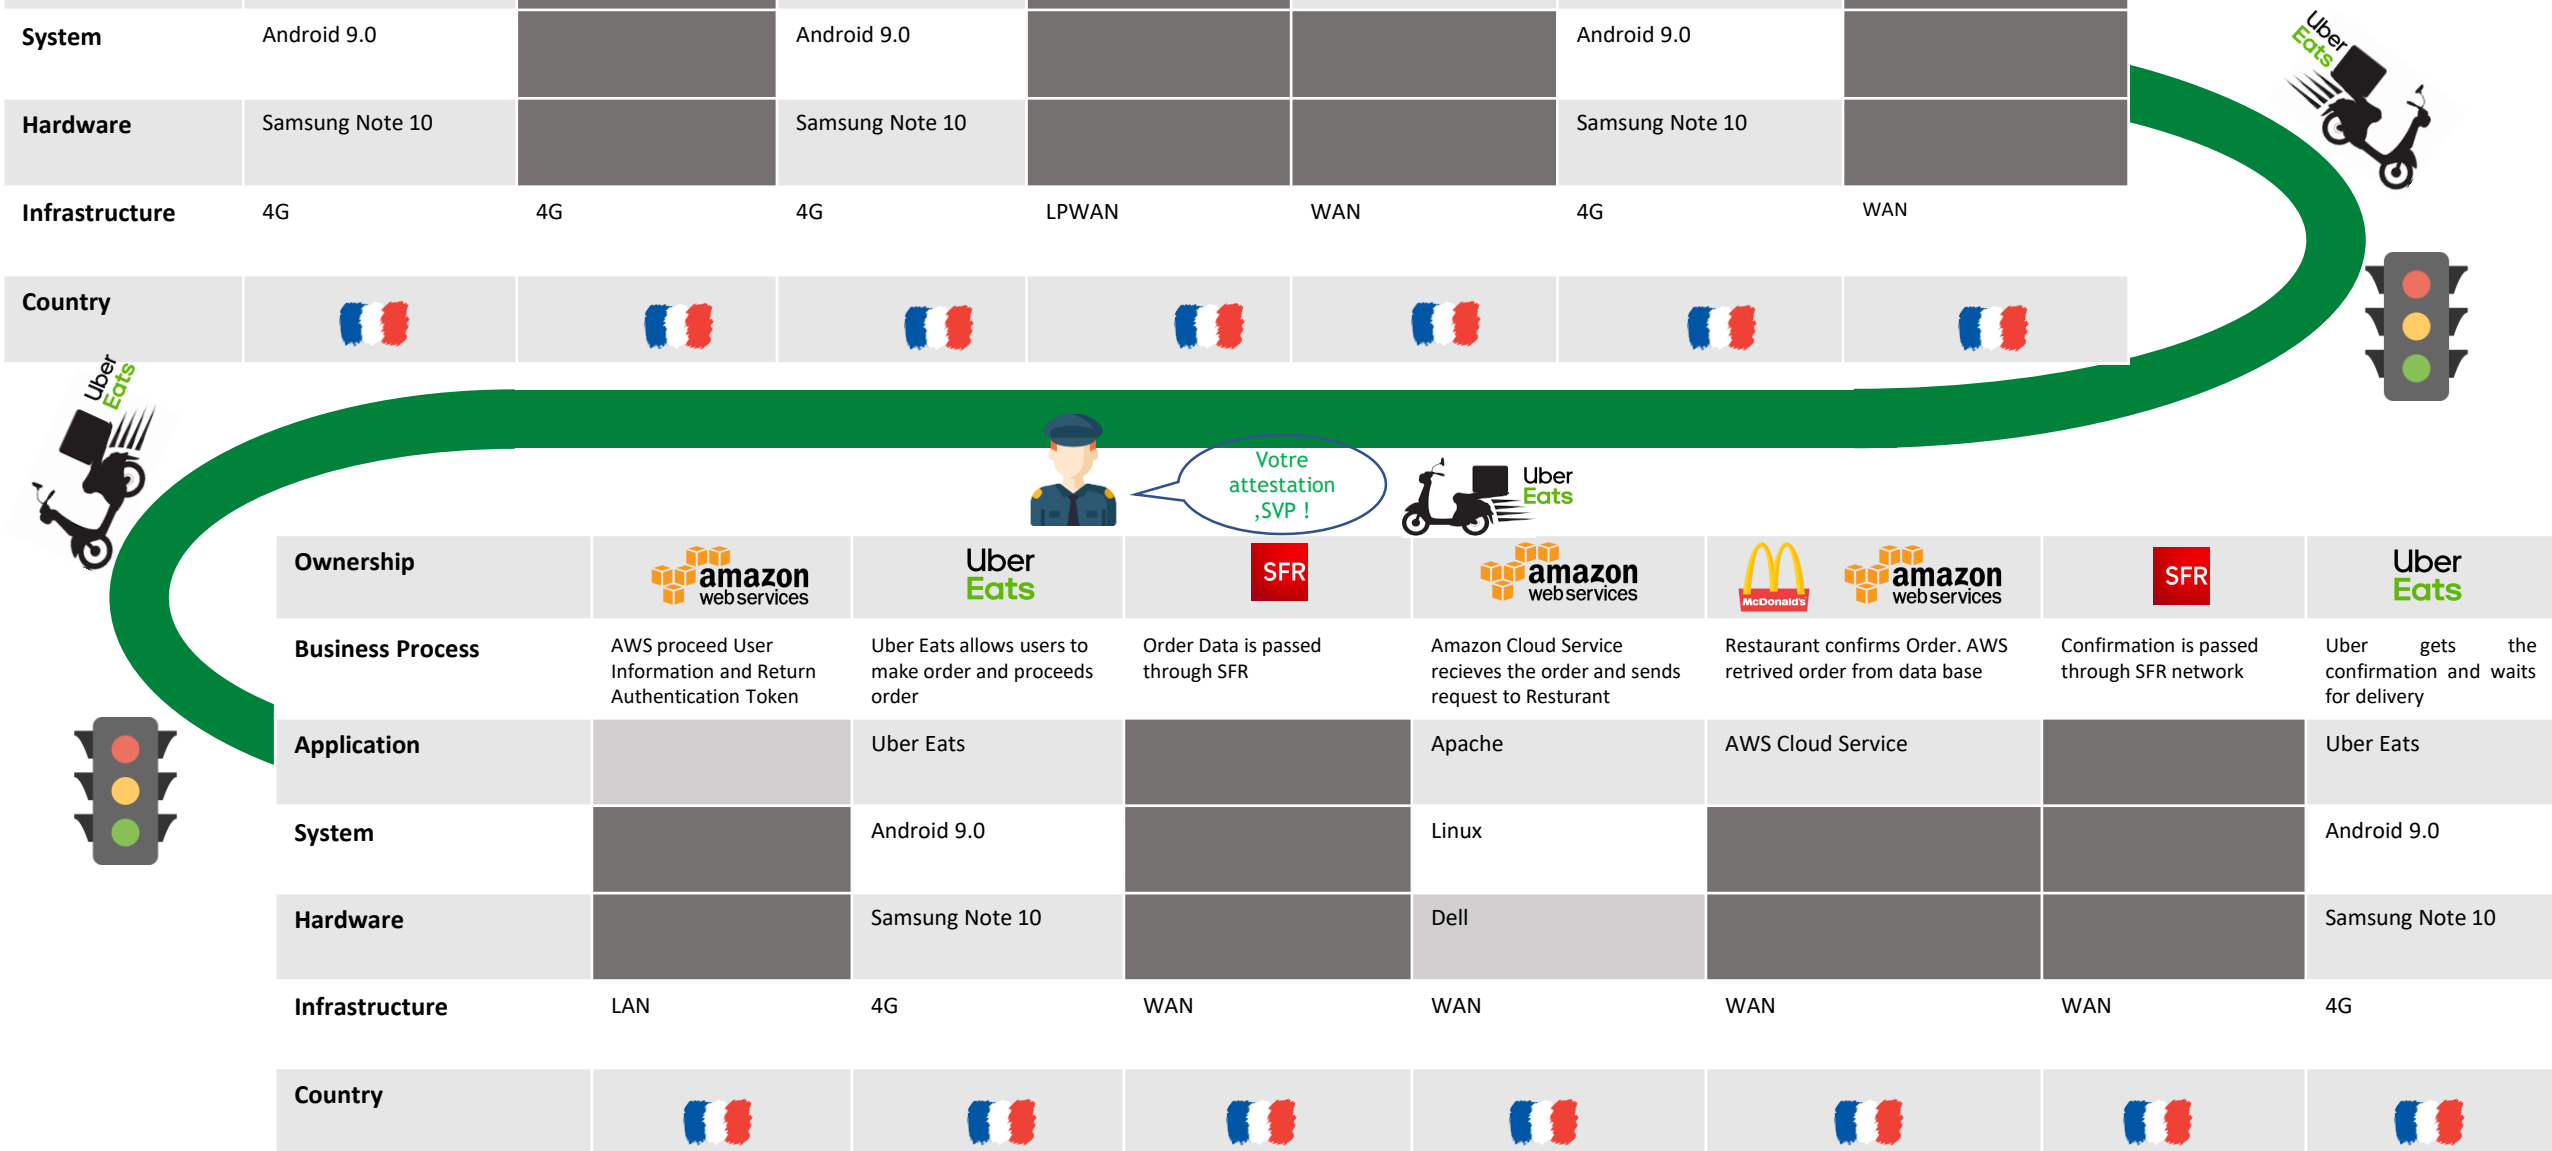 System Android 9.0 Android 9.0 Android 9.0
Hardware Samsung Note 10 Samsung Note 10 Samsung Note 10
Infrastructure 4G 4G 4G LPWAN WAN 4G WAN
Country
Uber
Eats
Uber
Eats
Votre
attestation
,SVP !
Uber
Eats
Ownership
amazon
web services
Uber
Eats
SFR
amazon
web services
McDonald's
amazon
web services
SFR
Uber
Eats
Business Process
AWS proceed User
Information and Return
Authentication Token
Uber Eats allows users to
make order and proceeds
order
Order Data is passed
through SFR
Amazon Cloud Service
recieves the order and sends
request to Resturant
Restaurant confirms Order. AWS
retrived order from data base
Confirmation is passed
through SFR network
Uber gets the
confirmation and waits
for delivery
Application Uber Eats Apache AWS Cloud Service Uber Eats
System Android 9.0 Linux Android 9.0
Hardware Samsung Note 10 Dell Samsung Note 10
Infrastructure LAN 4G WAN WAN WAN WAN 4G
Country